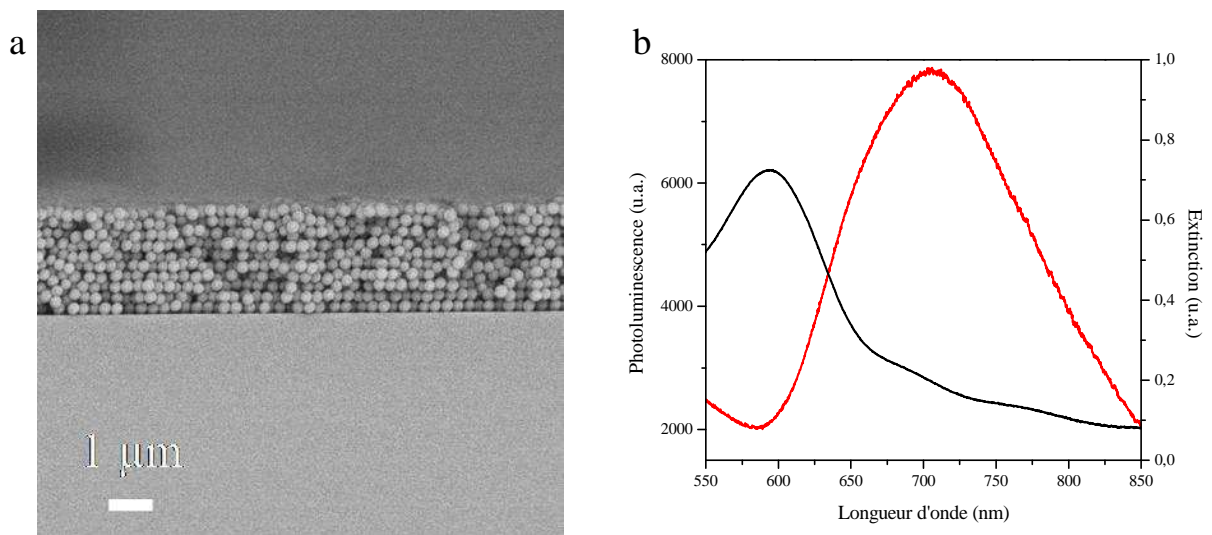 a
1 μm
b
8000
6000
4000
2000
Photoluminescence (u.a.)
1,0
0,8
0,6
0,4
0,2
0,0
Extinction (u.a.)
550 600 650 700 750 800 850
Longueur d'onde (nm)